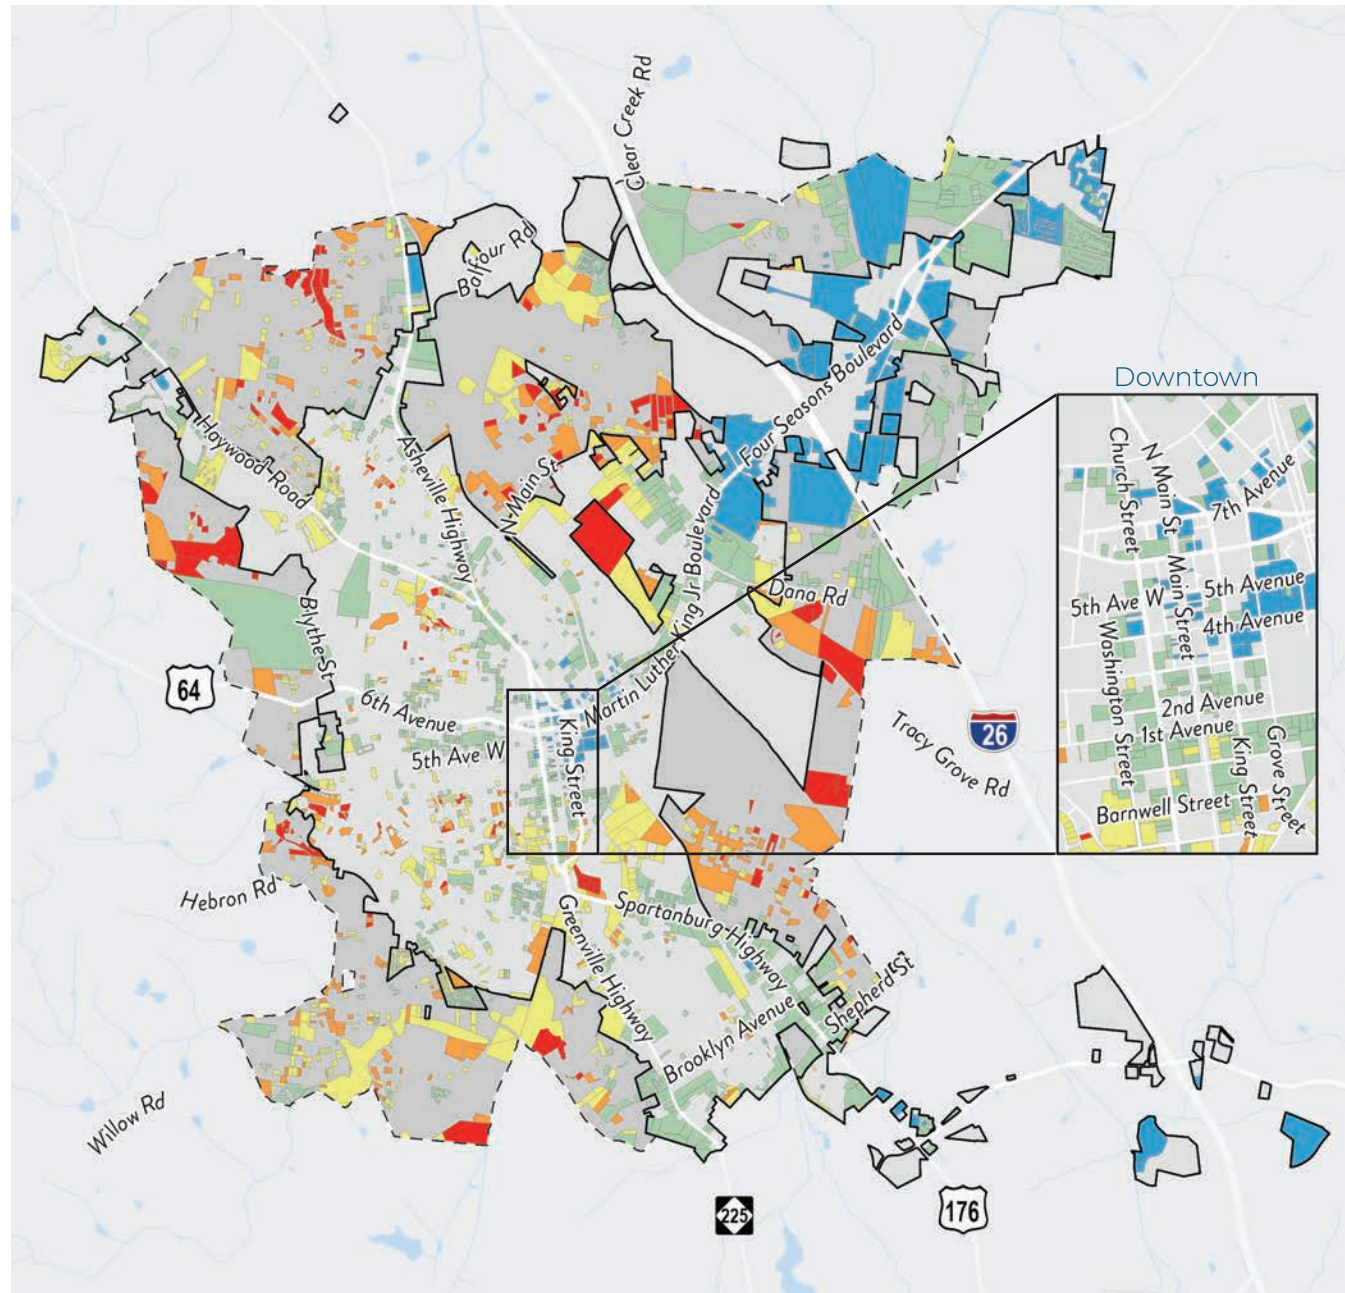 Clear Creek Rd
Balfour Rd
Four Seasons Boulevard
Downtown
Haywood Road
Asheville Highway
N Main St
Martin Luther King Jr Boulevard
Dana Rd
Blythe St
64
6th Avenue
5th Ave W
King Street
26
Tracy Grove Rd
Hebron Rd
Spartanburg Highway
Greenville Highway
Shepherd St
Brooklyn Avenue
Willow Rd
225
176
Church Street
N Main St
7th Avenue
Main Street
5th Avenue
5th Ave W
4th Avenue
Washington Street
2nd Avenue
1st Avenue
King Street
Grove Street
Barnwell Street